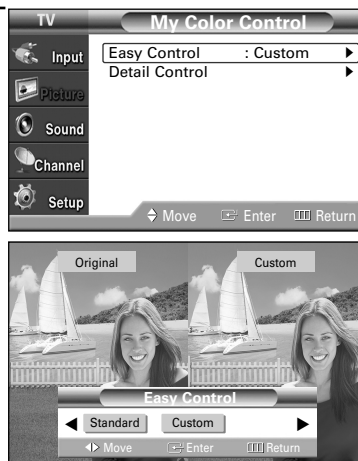 TV
My Color Control
Input
Picture
Sound
Channel
Setup
Easy Control : Custom
Detail Control
Move Enter Return
Original
Custom
Easy Control
Standard Custom
Move Enter Return